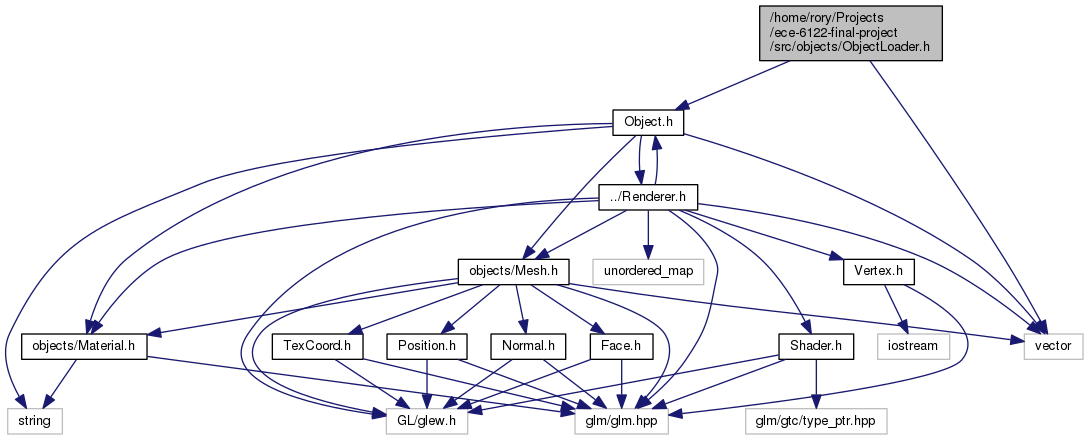 /home/rory/Projects
/ece-6122-final-project
/src/objects/ObjectLoader.h
Object.h
../Renderer.h
objects/Mesh.h
unordered_map
Vertex.h
objects/Material.h
TexCoord.h
Position.h
Normal.h
Face.h
Shader.h
iostream
vector
string
GL/glew.h
glm/glm.hpp
glm/gtc/type_ptr.hpp